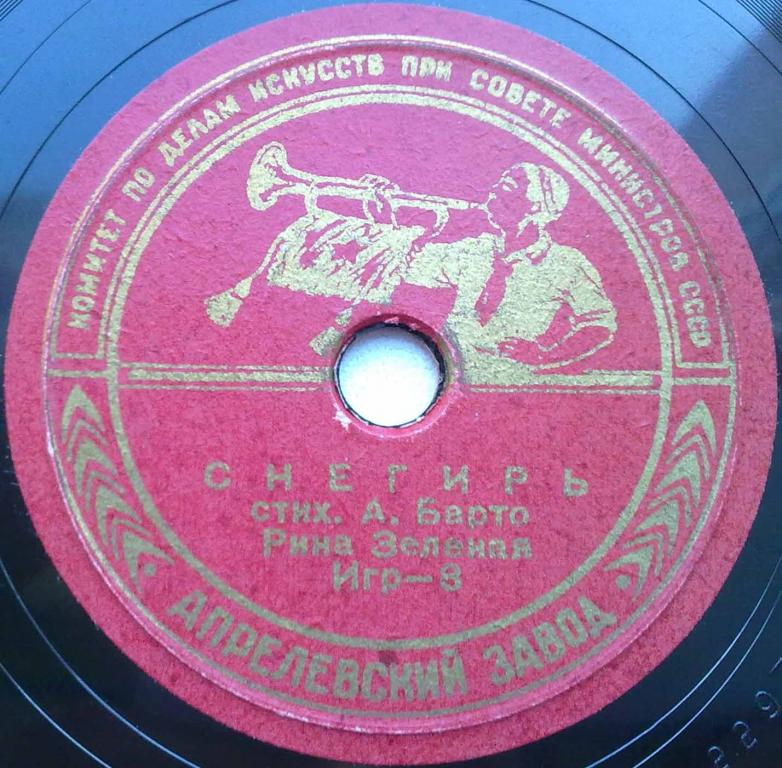 КОМИТЕТ ПО ДЕЛАМ ИСКУССТВ ПРИ СОВЕТЕ МИНИСТРОВ СССР
СНЕГИРЬ
стих. А. Барто
Рина Зеленая
Игр—8
АПРЕЛЕВСКИЙ ЗАВОД